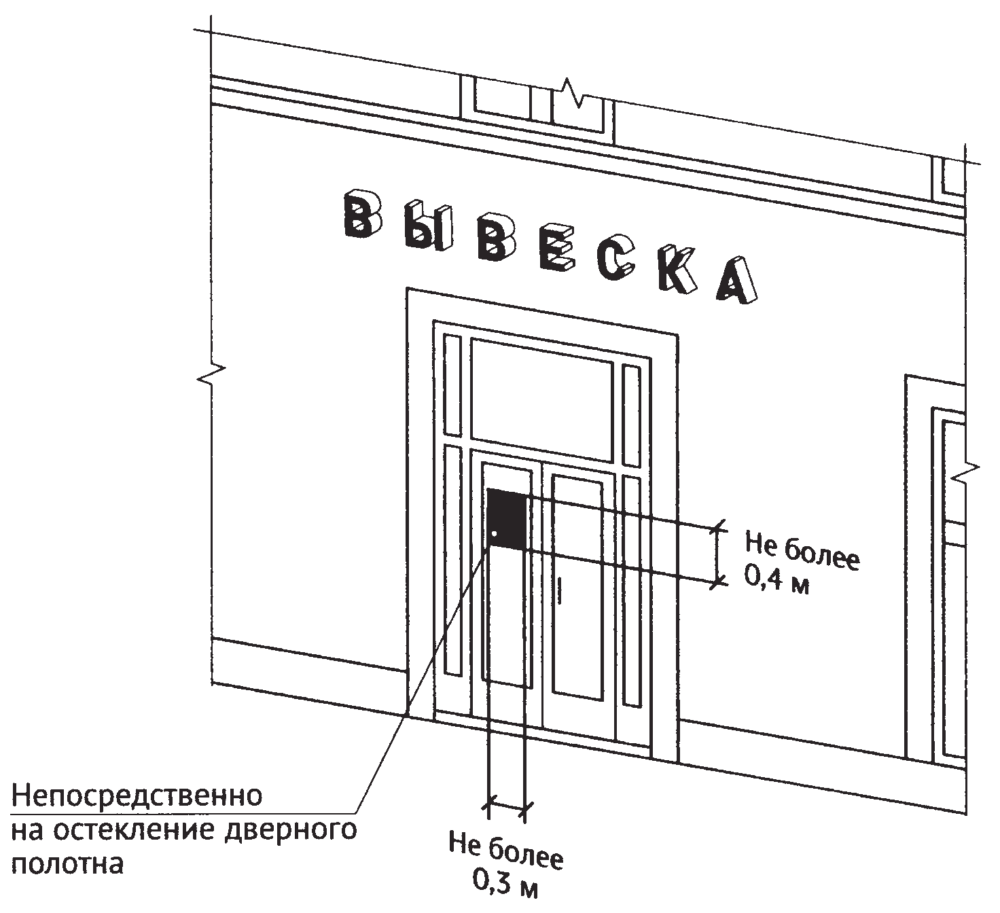 ВЫВЕСКА
Не более
0,4 м
Непосредственно
на остекление дверного
полотна
Не более
0,3 м